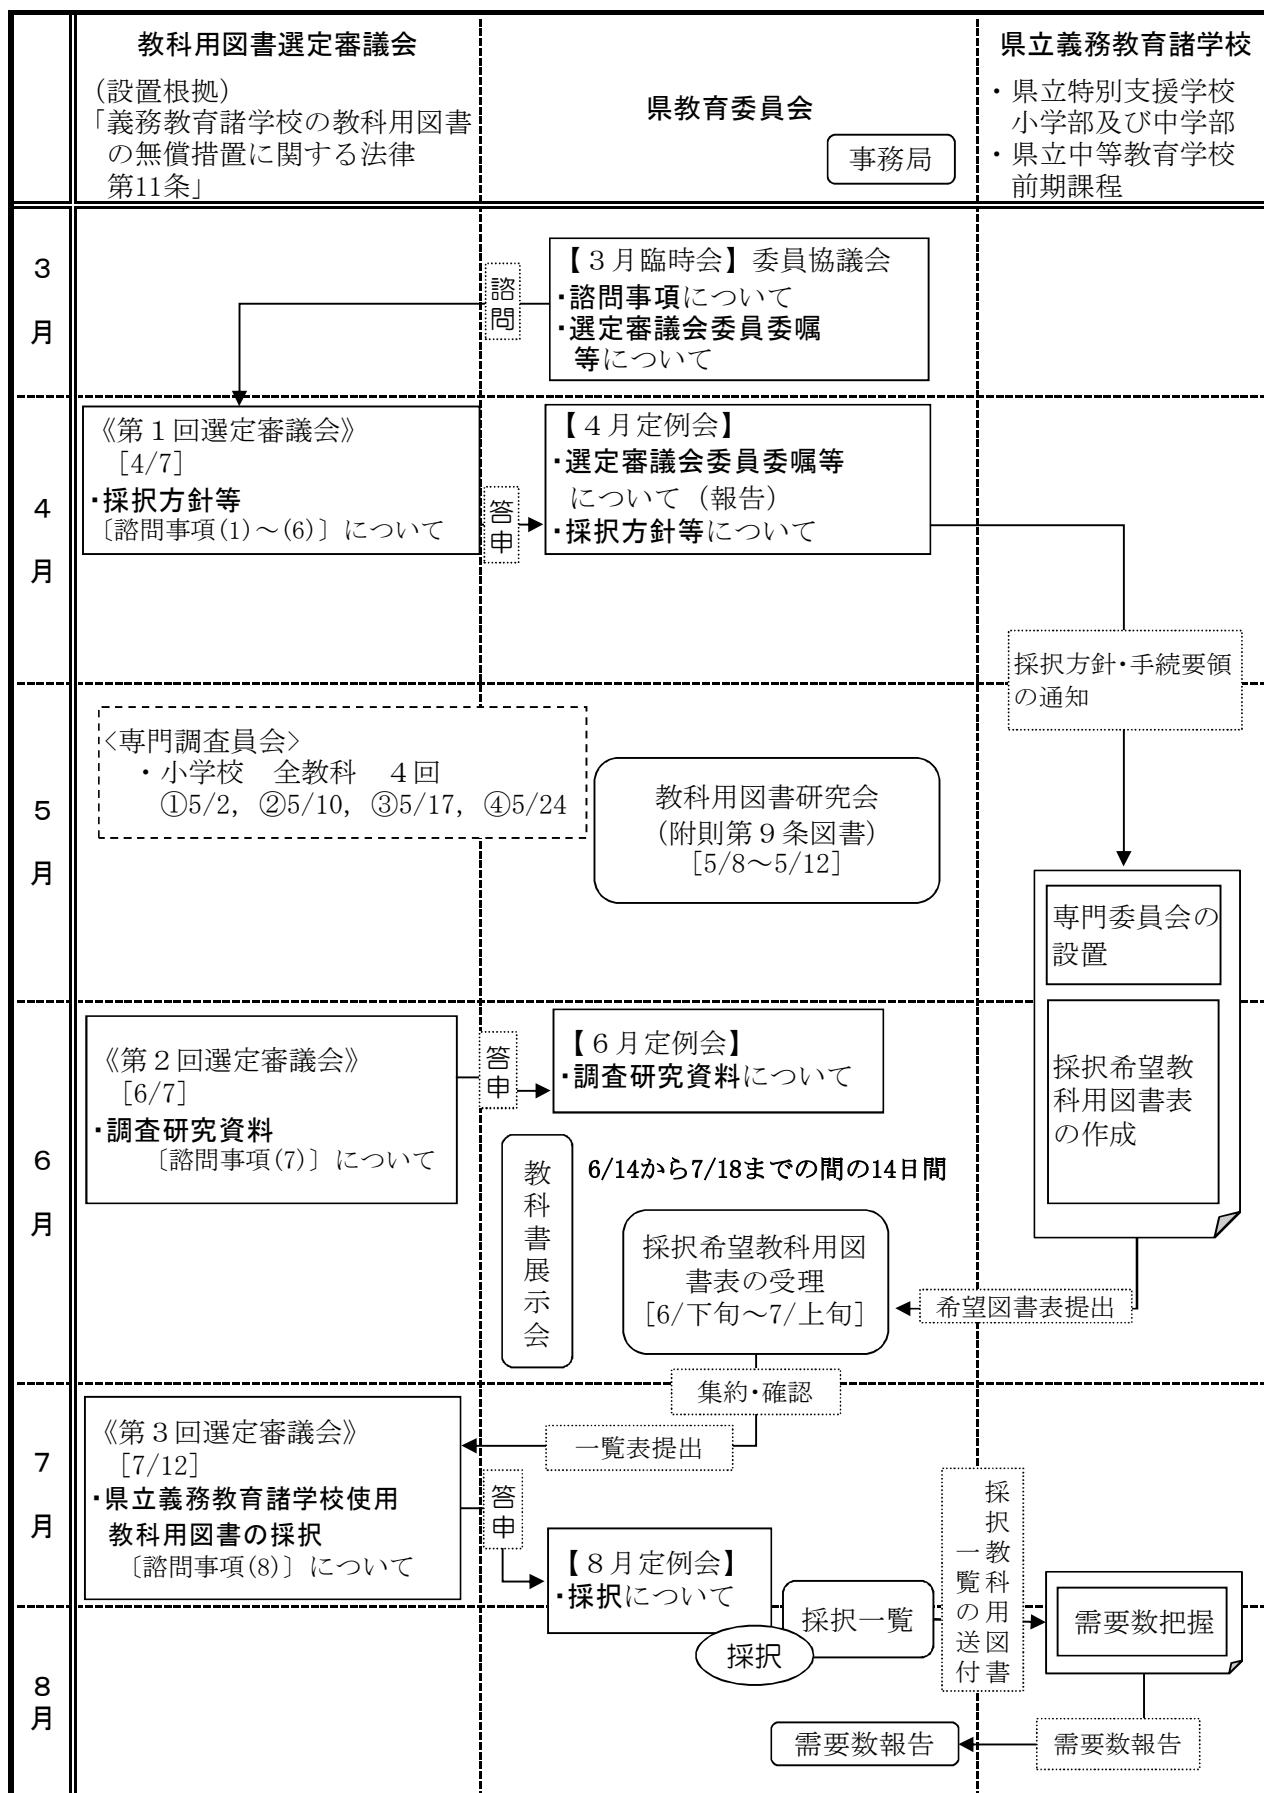 教科用図書選定審議会
(設置根拠)
「義務教育諸学校の教科用図書
の無償措置に関する法律
第11条」
県教育委員会
事務局
県立義務教育諸学校
・県立特別支援学校
小学部及び中学部
・県立中等教育学校
前期課程
3
月
諮問
【３月臨時会】委員協議会
・諮問事項について
・選定審議会委員委嘱
等について
4
月
《第１回選定審議会》
[4/7]
・採択方針等
〔諮問事項(1)～(6)〕について
答申
【４月定例会】
・選定審議会委員委嘱等
について（報告）
・採択方針等について
採択方針・手続要領
の通知
5
月
<専門調査員会>
・小学校　全教科　４回
①5/2, ②5/10, ③5/17, ④5/24
教科用図書研究会
(附則第９条図書)
[5/8～5/12]
専門委員会の
設置
採択希望教
科用図書表
の作成
6
月
《第２回選定審議会》
[6/7]
・調査研究資料
〔諮問事項(7)〕について
答申
【６月定例会】
・調査研究資料について
教科書展示会
6/14から7/18までの間の14日間
採択希望教科用図
書表の受理
[6/下旬～7/上旬]
希望図書表提出
集約・確認
7
月
《第３回選定審議会》
[7/12]
・県立義務教育諸学校使用
教科用図書の採択
〔諮問事項(8)〕について
一覧表提出
答申
【８月定例会】
・採択について
採択
採択一覧
採択教科用図書
一覧の送付
需要数把握
8
月
需要数報告
需要数報告